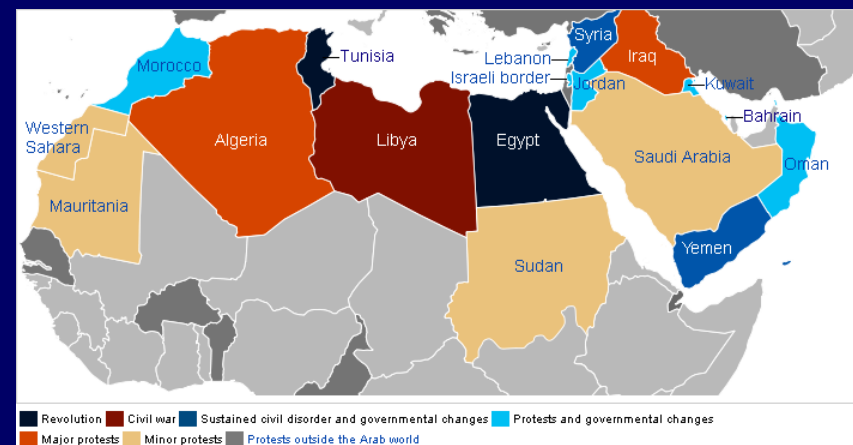 Syria
Morocco
Tunisia
Lebanon
Iraq
Israeli border
Jordan
Kuwait
Bahrain
Western
Sahara
Algeria
Libya
Egypt
Saudi Arabia
Oman
Mauritania
Yemen
Sudan
Revolution Civil war Sustained civil disorder and governmental changes Protests and governmental changes
Major protests Minor protests Protests outside the Arab world